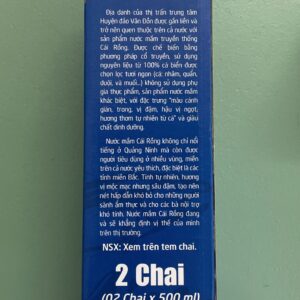 Địa danh của thị trấn trung tâm
Huyện đảo Vân Đồn được gắn liền và
trở nên quen thuộc trên cả nước với
sản phẩm nước mắm truyền thống
Cái Rồng. Được chế biến bằng
phương pháp cổ truyền, sử dụng
nguyên liệu từ 100% cá biển được
chọn lọc tươi ngon (cá: nhâm, quẩn,
duội, và muối...) không sử dụng phụ
gia thực phẩm, sản phẩm nước mắm
khác biệt, với đặc trưng "màu cánh
gián, trong, vị đậm, hậu vị ngọt,
hương thơm tự nhiên từ cá" và giàu
chất dinh dưỡng.
Nước mắm Cái Rồng không chỉ nổi
tiếng ở Quảng Ninh mà còn được
người tiêu dùng ở nhiều vùng, miền
trên cả nước yêu thích, đặc biệt là các
tỉnh miền Bắc. Tính tự nhiên, hương
vị mộc mạc nhưng sâu đậm, tạo nên
nét hấp dẫn khó bỏ cho những người
sành ẩm thực và cho các bà nội trợ
khó tính. Nước mắm Cái Rồng đang
và sẽ khẳng định vị thế của mình
trên thị trường.
NSX: Xem trên tem chai.
2 Chai
(02 Chai x 500 ml)